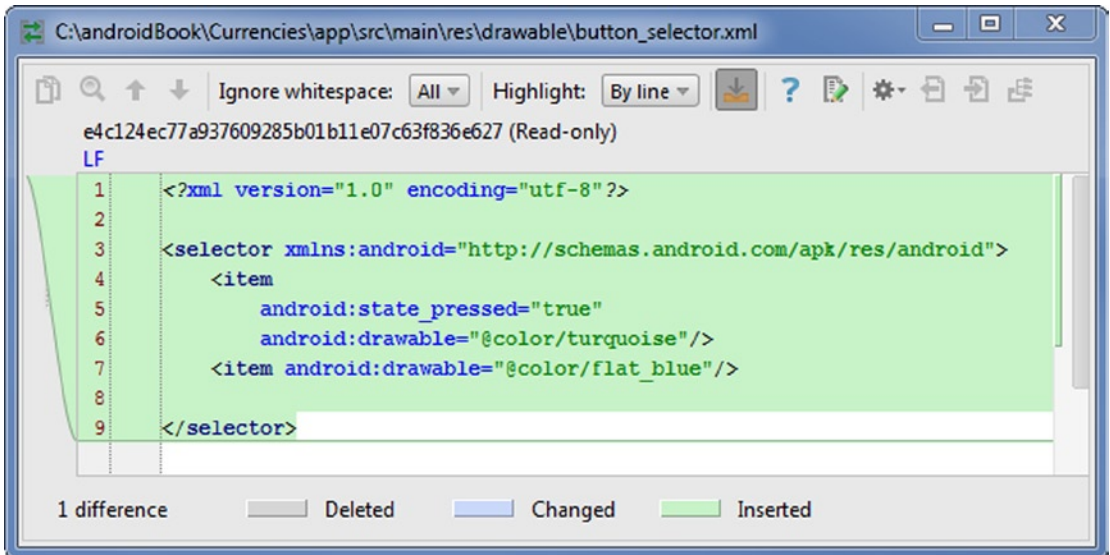 C:\androidBook\Currencies\app\src\main\res\drawable\button_selector.xml
Ignore whitespace: All Highlight: By line ?
e4c124ec77a937609285b01b11e07c63f836e627 (Read-only)
LF
1 <?xml version="1.0" encoding="utf-8"?>
2
3 <selector xmlns:android="http://schemas.android.com/apk/res/android">
4 <item
5 android:state_pressed="true"
6 android:drawable="@color/turquoise"/>
7 <item android:drawable="@color/flat_blue"/>
8
9 </selector>
1 difference Deleted Changed Inserted